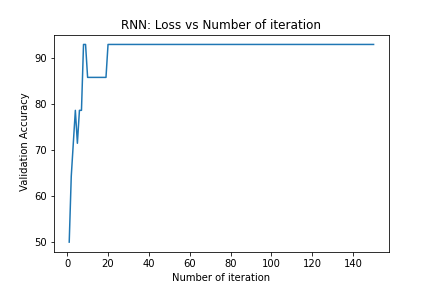 RNN: Loss vs Number of iteration
90
80
70
60
50
Validation Accuracy
0 20 40 60 80 100 120 140
Number of iteration